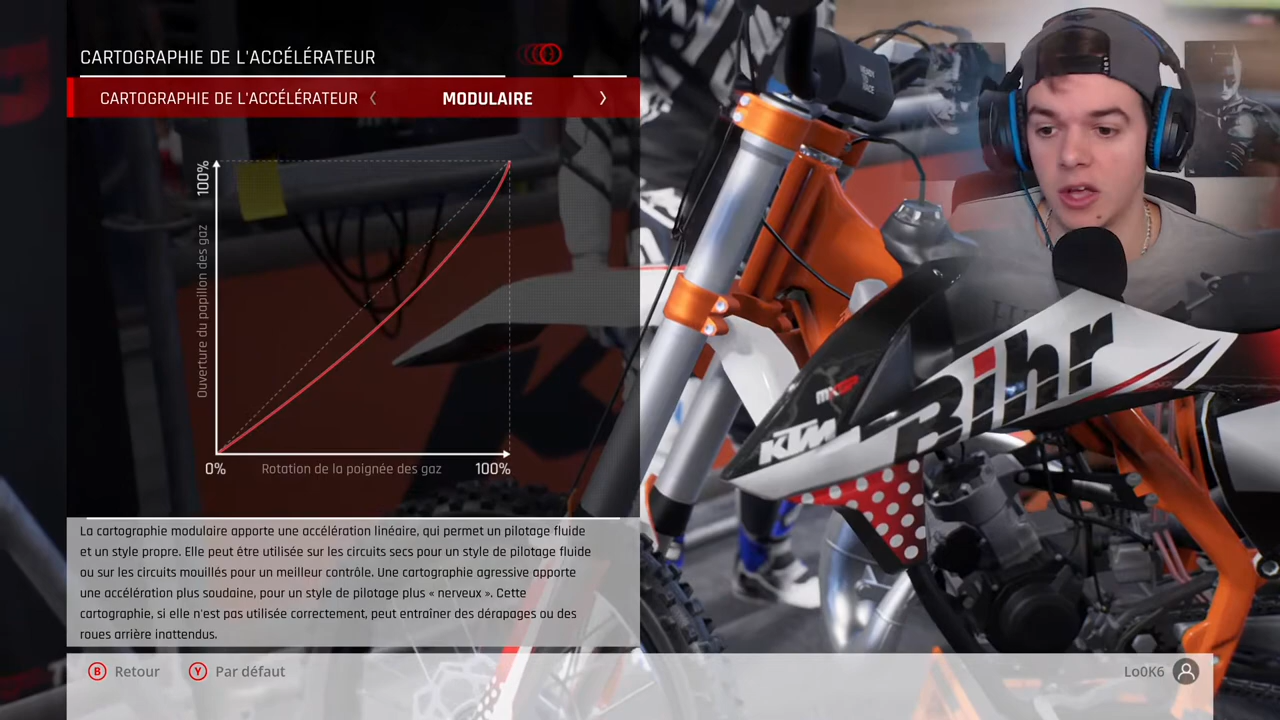 CARTOGRAPHIE DE L'ACCÉLÉRATEUR
CARTOGRAPHIE DE L'ACCÉLÉRATEUR
MODULAIRE
100%
Ouverture du papillon des gaz
0%
Rotation de la poignée des gaz
100%
La cartographie modulaire apporte une accélération linéaire, qui permet un pilotage fluide
et un style propre. Elle peut être utilisée sur les circuits secs pour un style de pilotage fluide
ou sur les circuits mouillés pour un meilleur contrôle. Une cartographie agressive apporte
une accélération plus soudaine, pour un style de pilotage plus « nerveux ». Cette
cartographie, si elle n'est pas utilisée correctement, peut entraîner des dérapages ou des
roues arrière inattendus.
B Retour
Y Par défaut
Lo0K6
KTM
Bihr